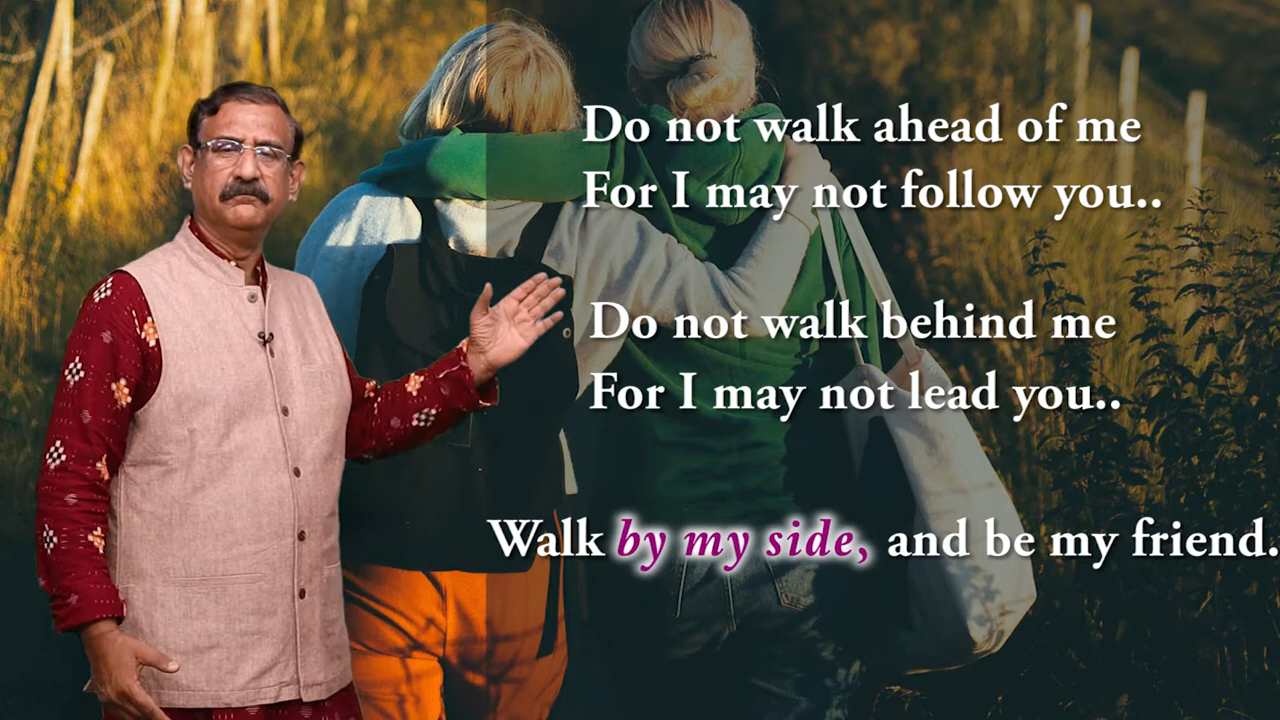 Do not walk ahead of me
For I may not follow you..
Do not walk behind me
For I may not lead you..
Walk by my side, and be my friend.